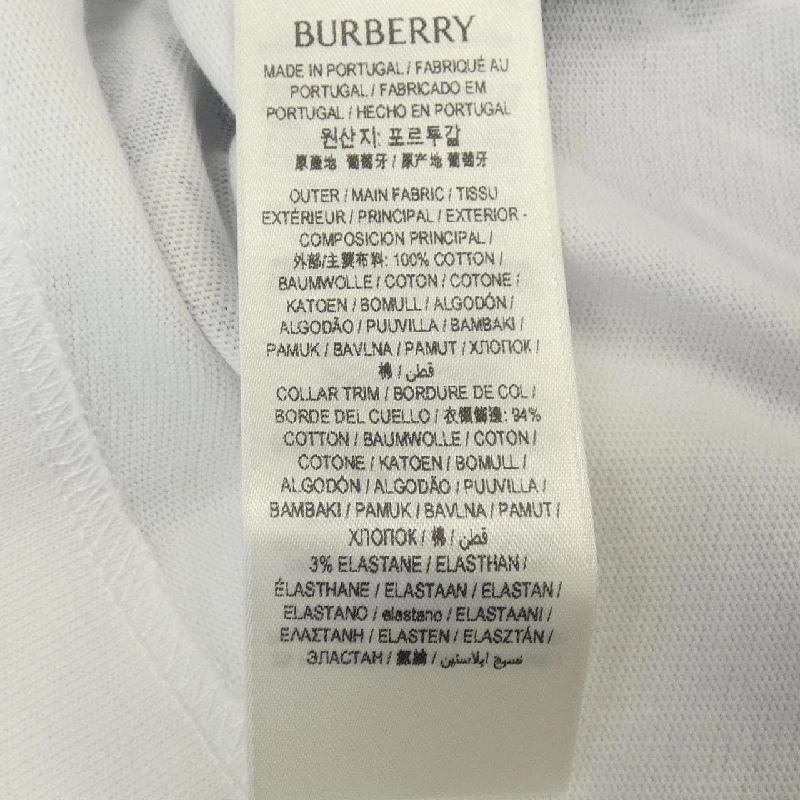 BURBERRY
MADE IN PORTUGAL / FABRIQUÉ AU
PORTUGAL / FABRICADO EM
PORTUGAL / HECHO EN PORTUGAL
원산지: 포르투갈
原產地 葡萄牙 / 原产地 葡萄牙
OUTER / MAIN FABRIC / TISSU
EXTÉRIEUR / PRINCIPAL / EXTERIOR -
COMPOSICION PRINCIPAL /
外部/主要布料: 100% COTTON /
BAUMWOLLE / COTON / COTONE /
KATOEN / BOMULL / ALGODÓN /
ALGODÃO / PUUVILLA / BAMBAKI /
PAMUK / BAVLNA / PAMUT / ХЛОПОК /
棉 / قطن
COLLAR TRIM / BORDURE DE COL /
BORDE DEL CUELLO / 衣領飾邊: 94%
COTTON / BAUMWOLLE / COTON /
COTONE / KATOEN / BOMULL /
ALGODÓN / ALGODÃO / PUUVILLA /
BAMBAKI / PAMUK / BAVLNA / PAMUT /
ХЛОПОК / 棉 / قطن
3% ELASTANE / ELASTHAN /
ÉLASTHANE / ELASTAAN / ELASTAN /
ELASTANO / elastano / ELASTAANI /
ΕΛΑΣΤΑΝΗ / ELASTEN / ELASZTÁN /
ЭЛАСТАН / 氨綸 / نسيج ايلاستين